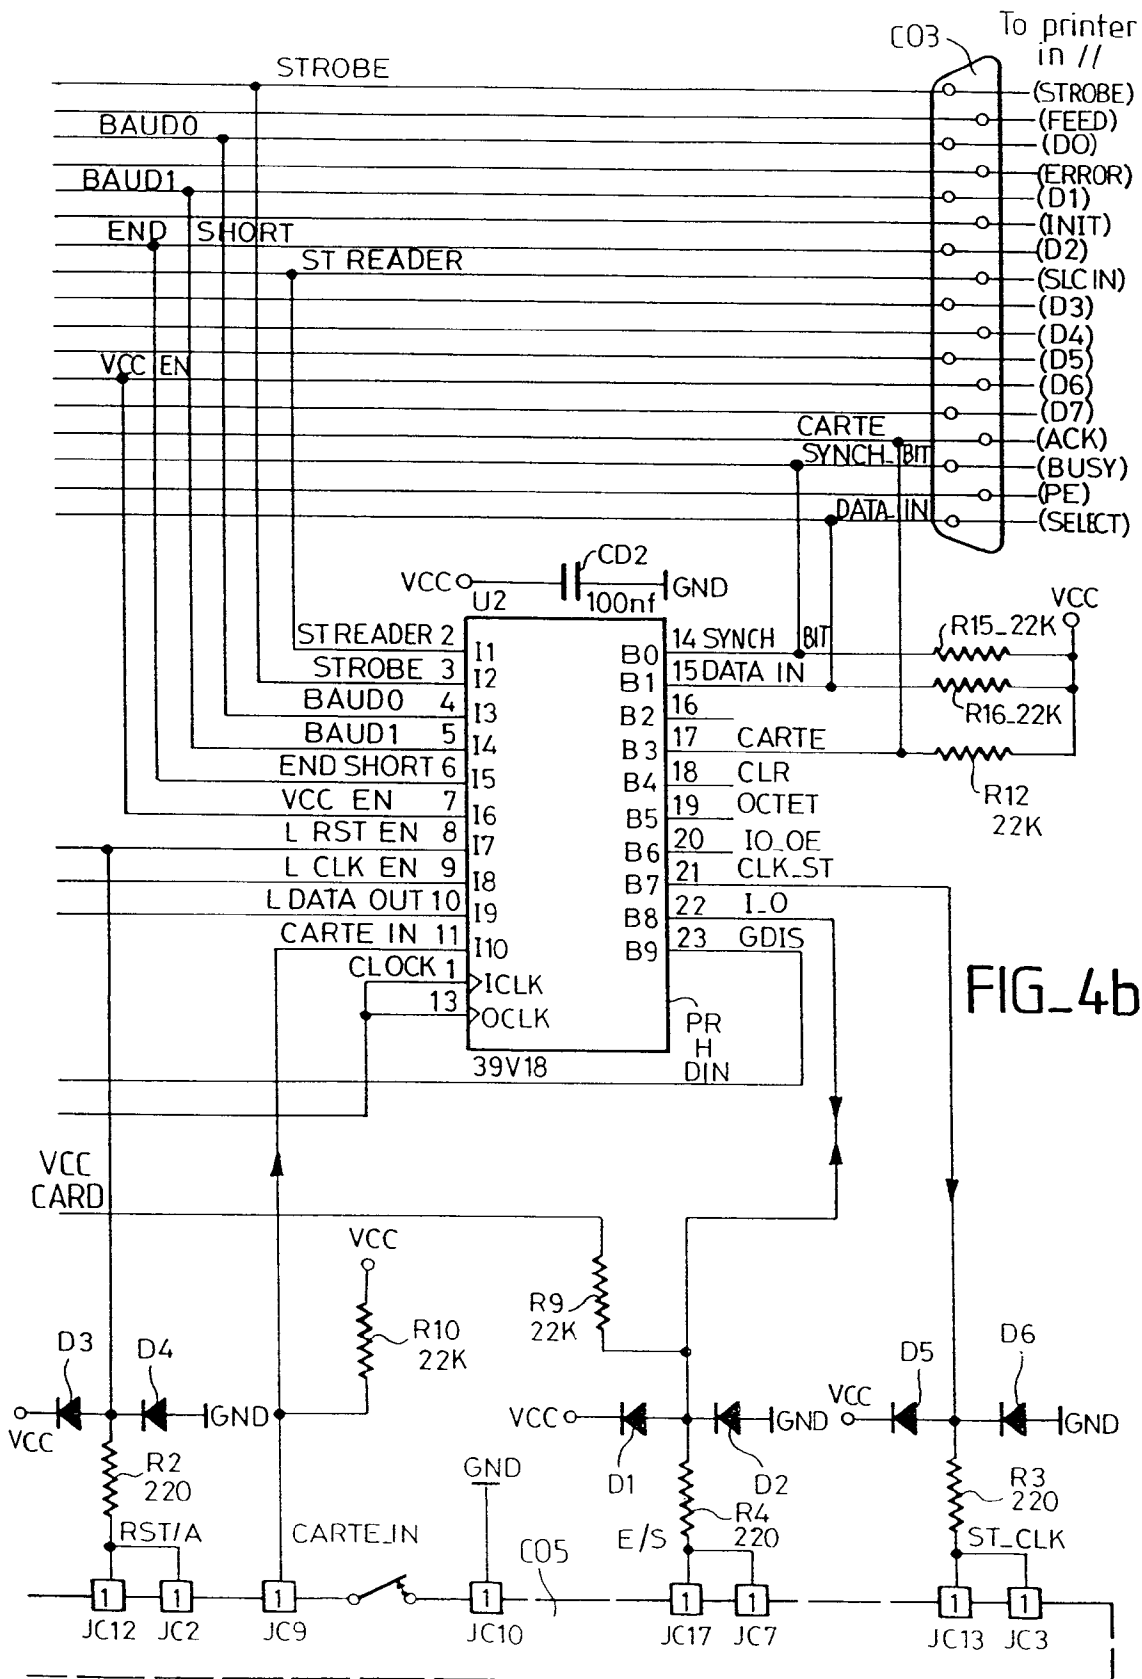 To printer
in //
CO3
STROBE
(STROBE)
(FEED)
BAUD0
(DO)
(ERROR)
BAUD1
(D1)
(INIT)
END SHORT
(D2)
ST READER
(SLC IN)
(D3)
(D4)
(D5)
VCC EN
(D6)
(D7)
CARTE
(ACK)
SYNCH_BIT
(BUSY)
(PE)
DATA_IN
(SELECT)
VCC
CD2
100nf
GND
U2
VCC
ST READER 2 I1
B0 14 SYNCH BIT
R15_22K
STROBE 3 I2
B1 15 DATA IN
R16_22K
BAUD0 4 I3
B2 16
BAUD1 5 I4
B3 17 CARTE
R12
22K
END SHORT 6 I5
B4 18 CLR
VCC EN 7 I6
B5 19 OCTET
L RST EN 8 I7
B6 20 IO_OE
L CLK EN 9 I8
B7 21 CLK_ST
L DATA OUT 10 I9
B8 22 I_O
CARTE IN 11 I10
B9 23 GDIS
CLOCK 1 ICLK
13 OCLK
39V18
PR
H
DIN
FIG_4b
VCC
CARD
VCC
R10
22K
R9
22K
D3
D4
VCC
GND
VCC
D1
D2
GND
VCC
D5
D6
GND
R2
220
GND
R4
220
R3
220
RST/A
CARTE_IN
E/S
ST_CLK
CO5
1
1
1
1
1
1
1
1
JC12
JC2
JC9
JC10
JC17
JC7
JC13
JC3